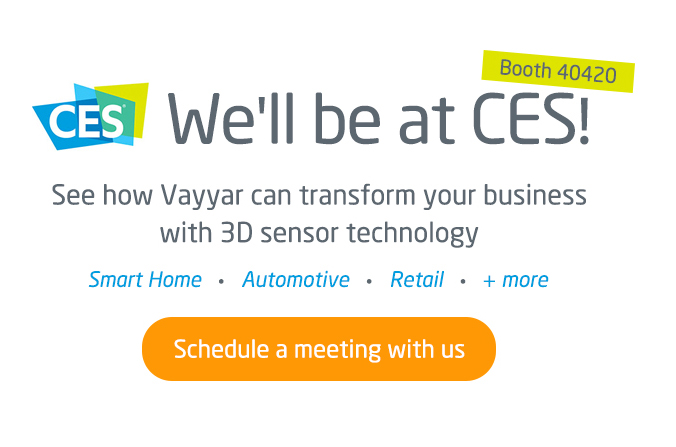 Booth 40420
CES®
We'll be at CES!
See how Vayyar can transform your business
with 3D sensor technology
Smart Home • Automotive • Retail • + more
Schedule a meeting with us